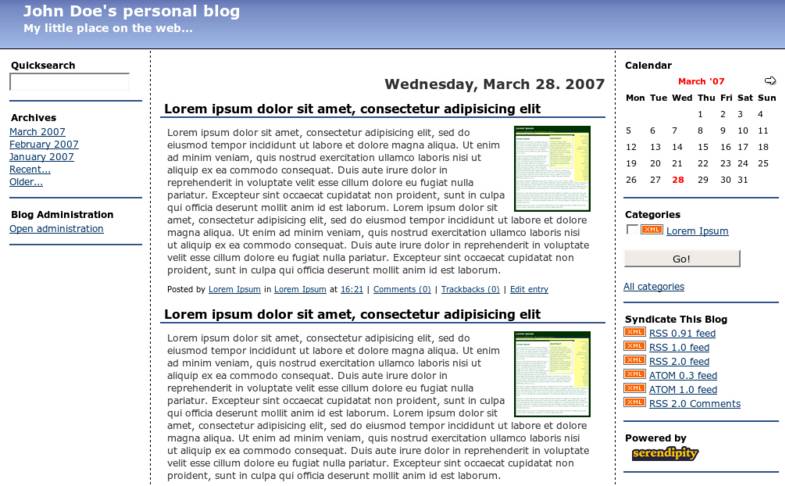 John Doe's personal blog
My little place on the web...
Quicksearch
Archives
March 2007
February 2007
January 2007
Recent...
Older...
Blog Administration
Open administration
Wednesday, March 28. 2007
Lorem ipsum dolor sit amet, consectetur adipisicing elit
Lorem ipsum dolor sit amet, consectetur adipisicing elit, sed do
eiusmod tempor incididunt ut labore et dolore magna aliqua. Ut enim
ad minim veniam, quis nostrud exercitation ullamco laboris nisi ut
aliquip ex ea commodo consequat. Duis aute irure dolor in
reprehenderit in voluptate velit esse cillum dolore eu fugiat nulla
pariatur. Excepteur sint occaecat cupidatat non proident, sunt in culpa
qui officia deserunt mollit anim id est laborum. Lorem ipsum dolor sit
amet, consectetur adipisicing elit, sed do eiusmod tempor incididunt ut labore et dolore
magna aliqua. Ut enim ad minim veniam, quis nostrud exercitation ullamco laboris nisi
ut aliquip ex ea commodo consequat. Duis aute irure dolor in reprehenderit in voluptate
velit esse cillum dolore eu fugiat nulla pariatur. Excepteur sint occaecat cupidatat non
proident, sunt in culpa qui officia deserunt mollit anim id est laborum.
Posted by Lorem Ipsum in Lorem Ipsum at 16:21 | Comments (0) | Trackbacks (0) | Edit entry
Lorem ipsum dolor sit amet, consectetur adipisicing elit
Lorem ipsum dolor sit amet, consectetur adipisicing elit, sed do
eiusmod tempor incididunt ut labore et dolore magna aliqua. Ut enim
ad minim veniam, quis nostrud exercitation ullamco laboris nisi ut
aliquip ex ea commodo consequat. Duis aute irure dolor in
reprehenderit in voluptate velit esse cillum dolore eu fugiat nulla
pariatur. Excepteur sint occaecat cupidatat non proident, sunt in culpa
qui officia deserunt mollit anim id est laborum. Lorem ipsum dolor sit
amet, consectetur adipisicing elit, sed do eiusmod tempor incididunt ut labore et dolore
magna aliqua. Ut enim ad minim veniam, quis nostrud exercitation ullamco laboris nisi
ut aliquip ex ea commodo consequat. Duis aute irure dolor in reprehenderit in voluptate
velit esse cillum dolore eu fugiat nulla pariatur. Excepteur sint occaecat cupidatat non
proident, sunt in culpa qui officia deserunt mollit anim id est laborum.
Calendar
March '07
Mon Tue Wed Thu Fri Sat Sun
1 2 3 4
5 6 7 8 9 10 11
12 13 14 15 16 17 18
19 20 21 22 23 24 25
26 27 28 29 30 31
Categories
XML Lorem Ipsum
Go!
All categories
Syndicate This Blog
XML RSS 0.91 feed
XML RSS 1.0 feed
XML RSS 2.0 feed
XML ATOM 0.3 feed
XML ATOM 1.0 feed
XML RSS 2.0 Comments
Powered by
serendipity